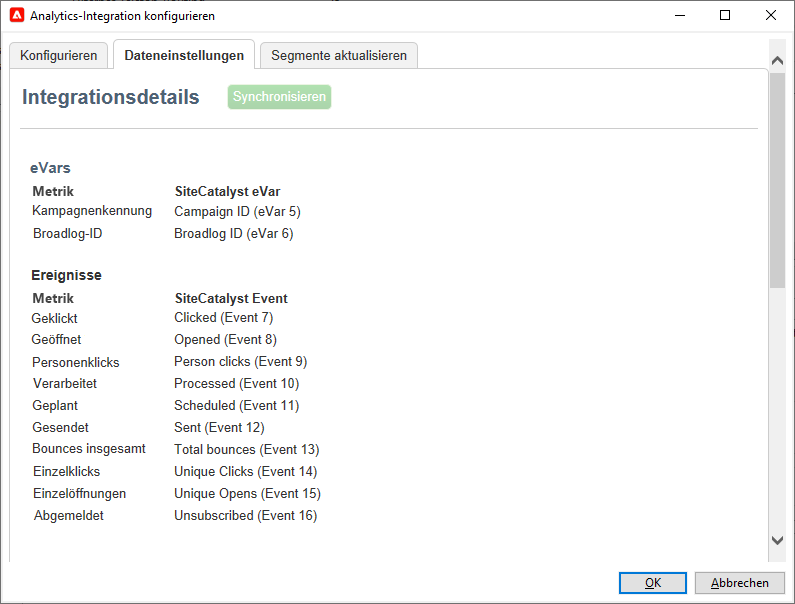 Analytics-Integration konfigurieren
Konfigurieren Dateneinstellungen Segmente aktualisieren
Integrationsdetails Synchronisieren
eVars
Metrik SiteCatalyst eVar
Kampagnenkennung Campaign ID (eVar 5)
Broadlog-ID Broadlog ID (eVar 6)
Ereignisse
Metrik SiteCatalyst Event
Geklickt Clicked (Event 7)
Geöffnet Opened (Event 8)
Personenklicks Person clicks (Event 9)
Verarbeitet Processed (Event 10)
Geplant Scheduled (Event 11)
Gesendet Sent (Event 12)
Bounces insgesamt Total bounces (Event 13)
Einzelklicks Unique Clicks (Event 14)
Einzelöffnungen Unique Opens (Event 15)
Abgemeldet Unsubscribed (Event 16)
OK Abbrechen